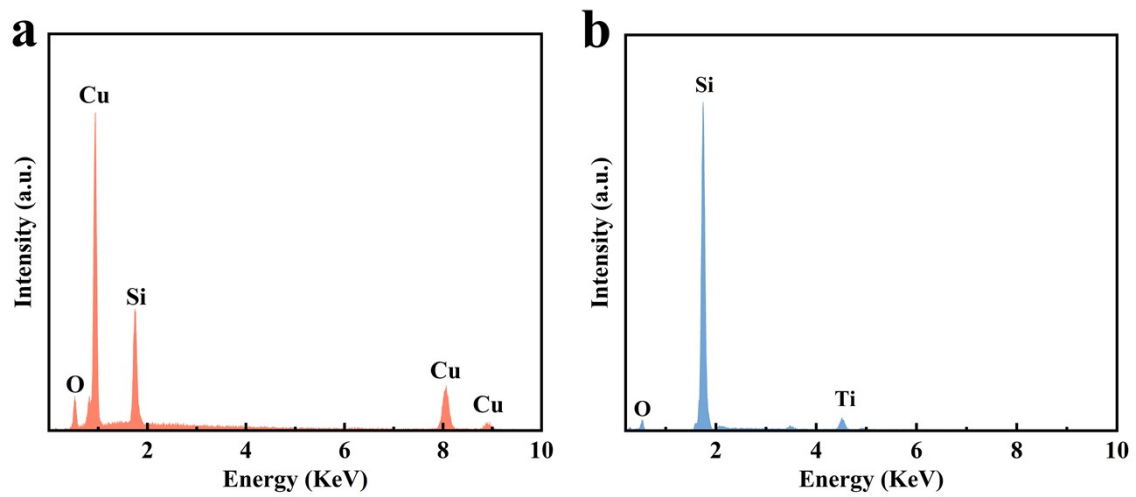 a
Cu
Si
O
Cu
Cu
Intensity (a.u.)
2 4 6 8 10
Energy (KeV)
b
Si
O
Ti
Intensity (a.u.)
2 4 6 8 10
Energy (KeV)